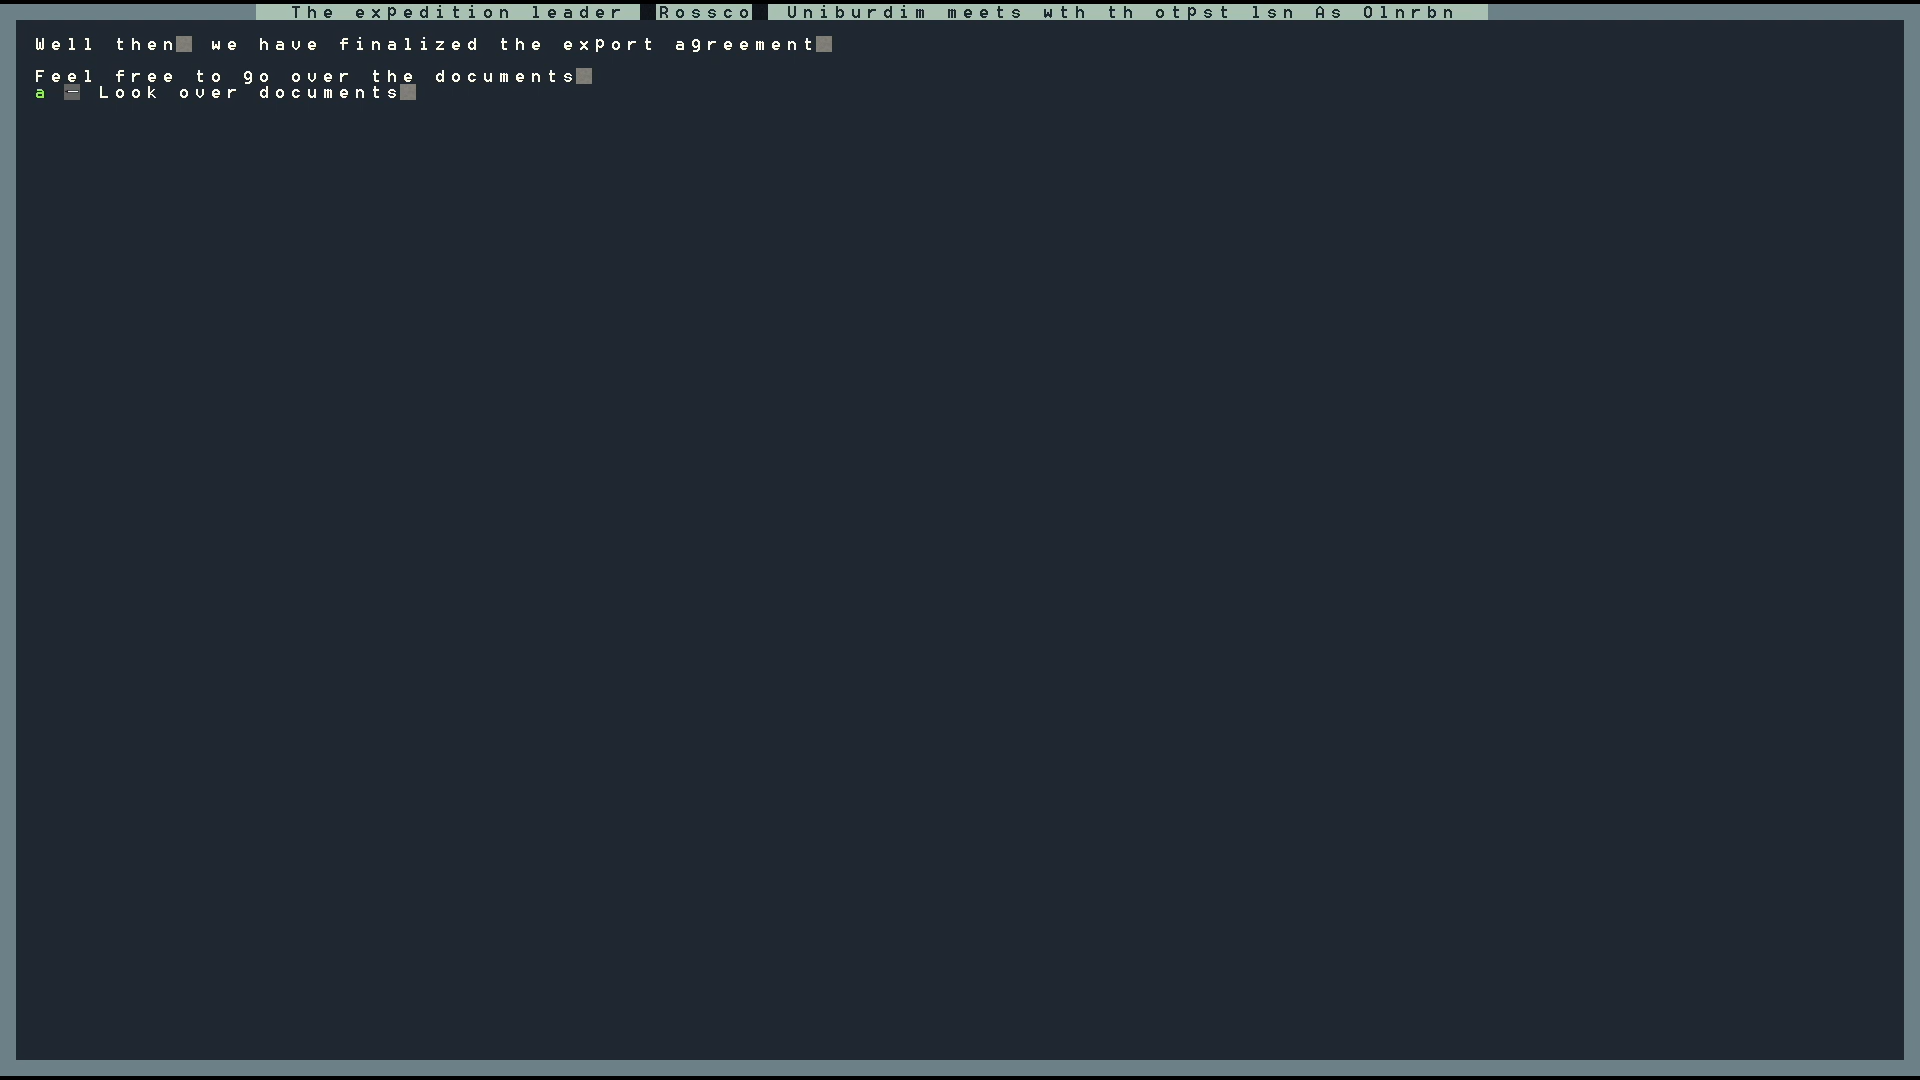 The expedition leader Rossco Uniburdim meets wth th otpst lsn As Olnrbn
Well then we have finalized the export agreement
Feel free to go over the documents
a — Look over documents